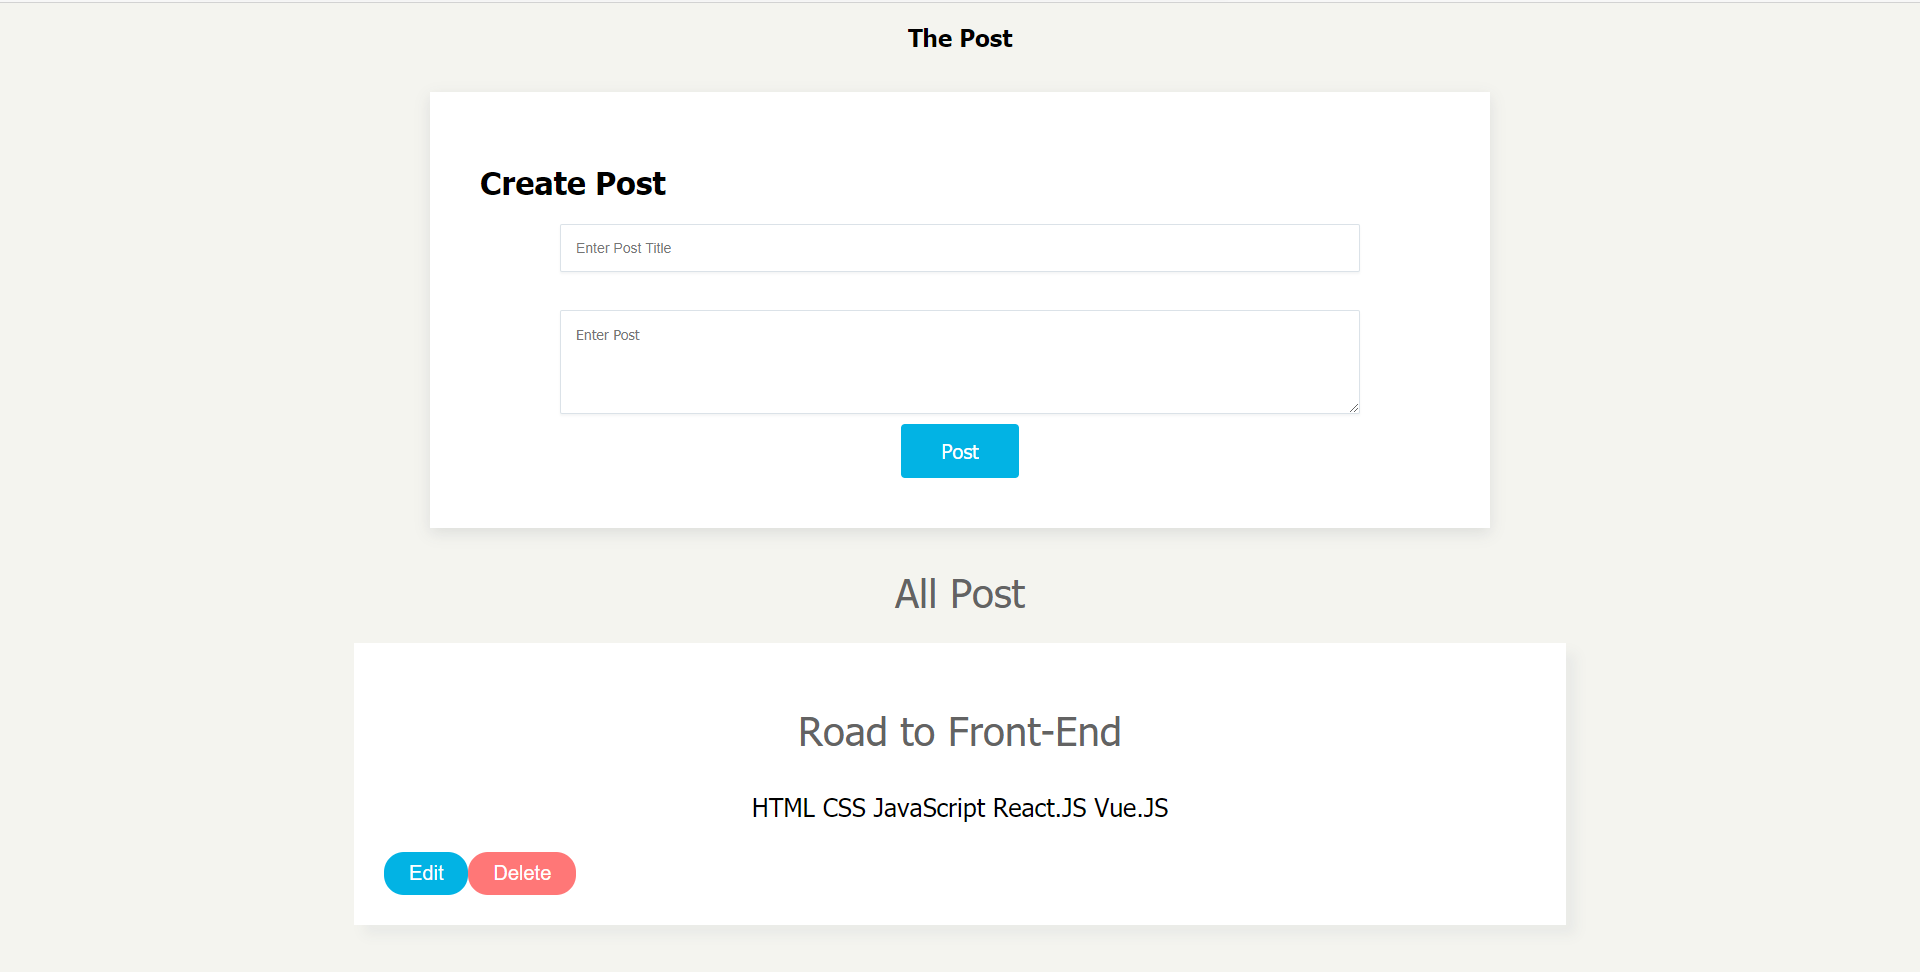 The Post
Create Post
Enter Post Title
Enter Post
Post
All Post
Road to Front-End
HTML CSS JavaScript React.JS Vue.JS
Edit Delete